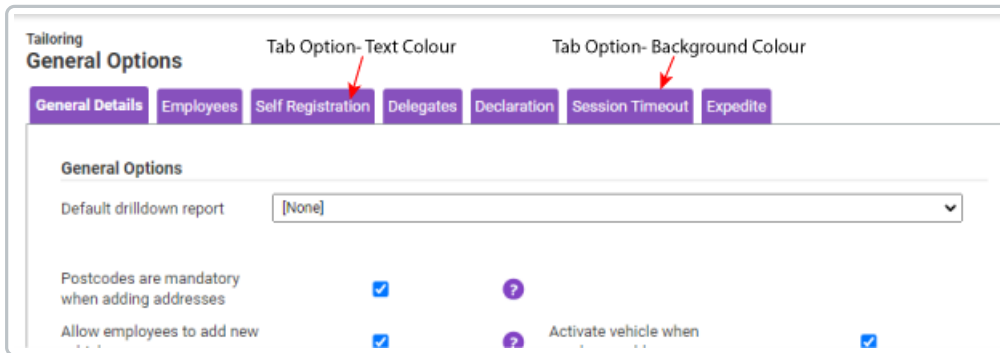 Tailoring
General Options
Tab Option- Text Colour
Tab Option- Background Colour
General Details Employees Self Registration Delegates Declaration Session Timeout Expedite
General Options
Default drilldown report [None]
Postcodes are mandatory
when adding addresses ?
Allow employees to add new ? Activate vehicle when